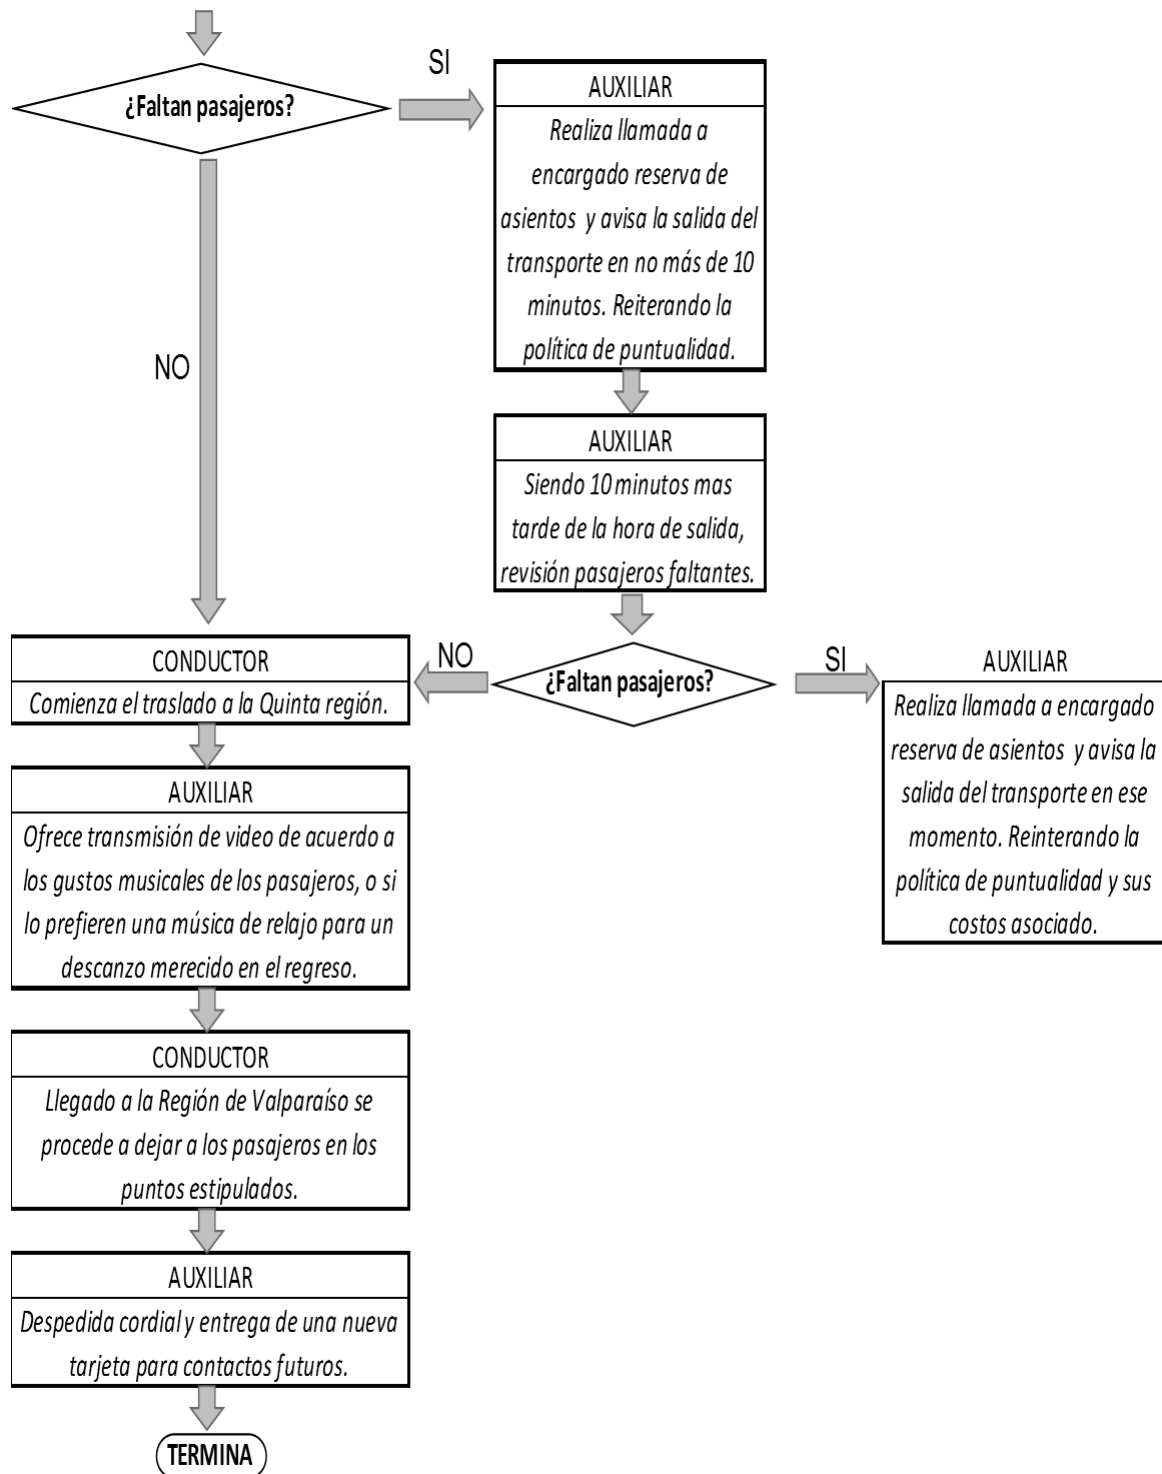 ¿Faltan pasajeros?
SI
AUXILIAR
Realiza llamada a
encargado reserva de
asientos y avisa la salida del
transporte en no más de 10
minutos. Reiterando la
política de puntualidad.
NO
AUXILIAR
Siendo 10 minutos mas
tarde de la hora de salida,
revisión pasajeros faltantes.
¿Faltan pasajeros?
NO
SI
CONDUCTOR
Comienza el traslado a la Quinta región.
AUXILIAR
Realiza llamada a encargado
reserva de asientos y avisa la
salida del transporte en ese
momento. Reinterando la
política de puntualidad y sus
costos asociado.
AUXILIAR
Ofrece transmisión de video de acuerdo a
los gustos musicales de los pasajeros, o si
lo prefieren una música de relajo para un
descanzo merecido en el regreso.
CONDUCTOR
Llegado a la Región de Valparaíso se
procede a dejar a los pasajeros en los
puntos estipulados.
AUXILIAR
Despedida cordial y entrega de una nueva
tarjeta para contactos futuros.
TERMINA